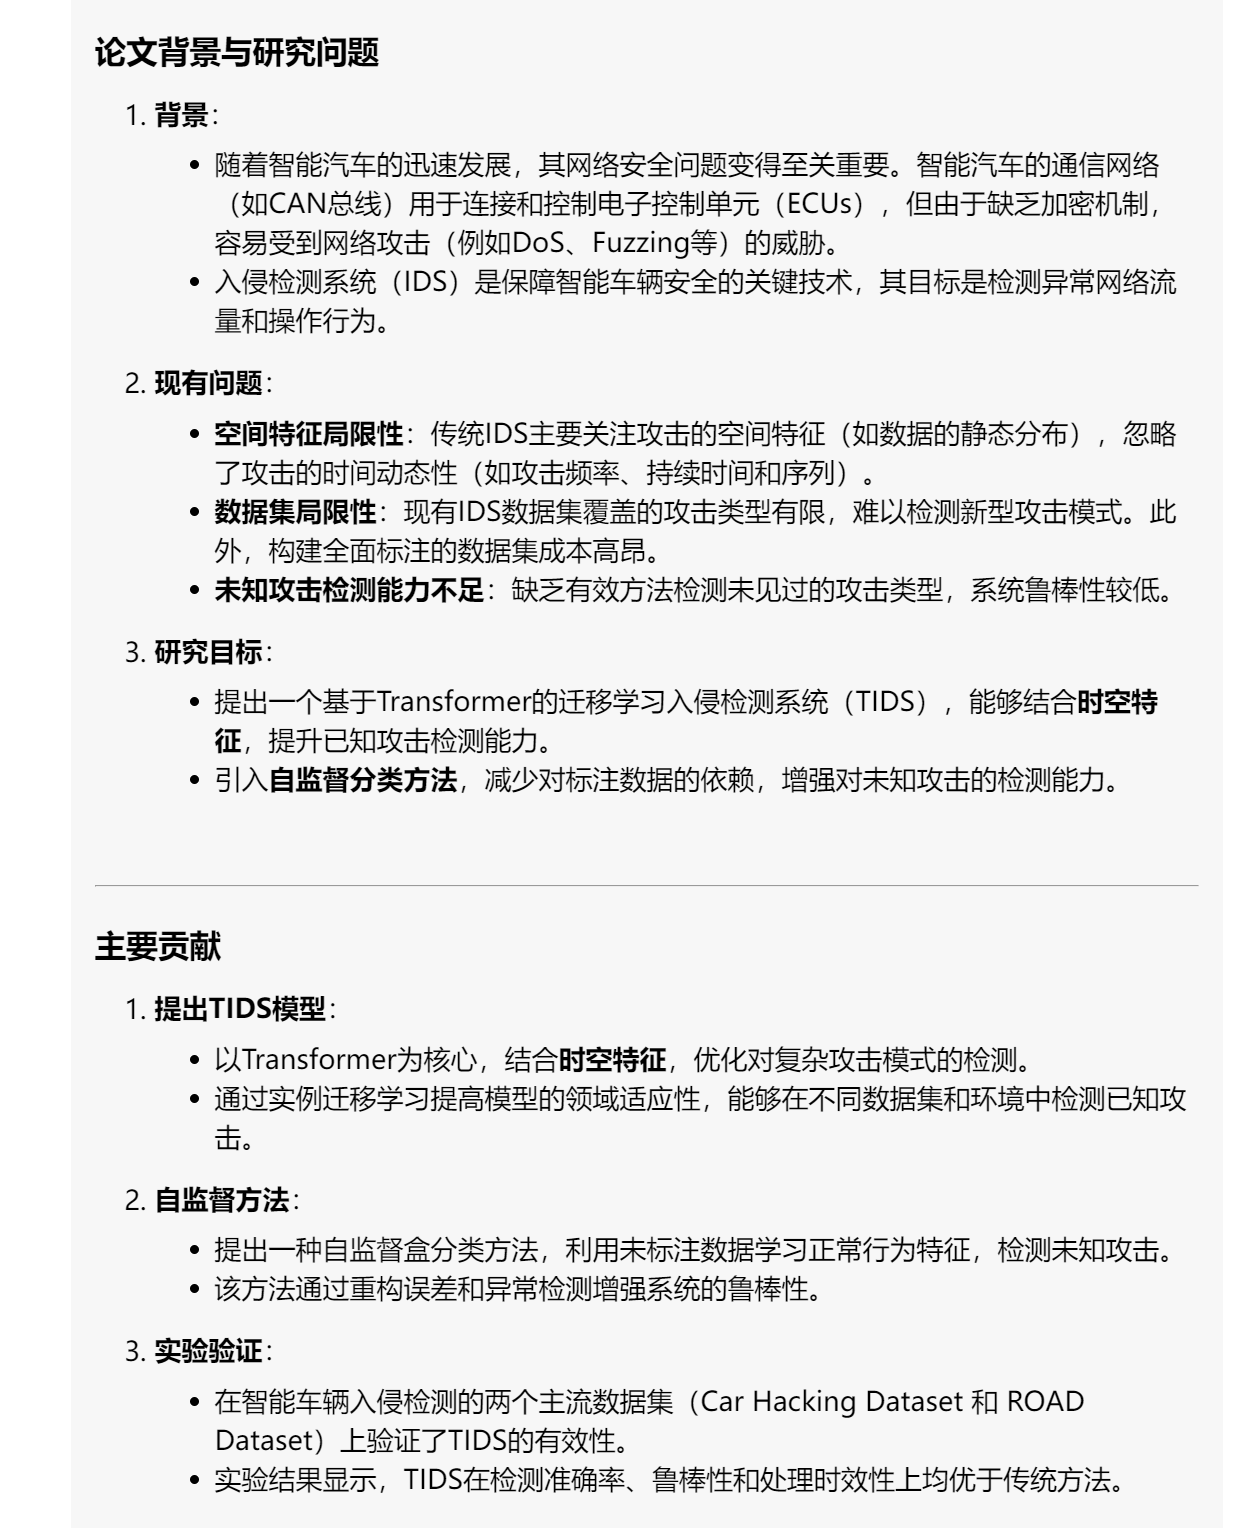 论文背景与研究问题
1. 背景：
• 随着智能汽车的迅速发展，其网络安全问题变得至关重要。智能汽车的通信网络
（如CAN总线）用于连接和控制电子控制单元（ECUs），但由于缺乏加密机制，
容易受到网络攻击（例如DoS、Fuzzing等）的威胁。
• 入侵检测系统（IDS）是保障智能车辆安全的关键技术，其目标是检测异常网络流
量和操作行为。
2. 现有问题：
• 空间特征局限性：传统IDS主要关注攻击的空间特征（如数据的静态分布），忽略
了攻击的时间动态性（如攻击频率、持续时间和序列）。
• 数据集局限性：现有IDS数据集覆盖的攻击类型有限，难以检测新型攻击模式。此
外，构建全面标注的数据集成本高昂。
• 未知攻击检测能力不足：缺乏有效方法检测未见过的攻击类型，系统鲁棒性较低。
3. 研究目标：
• 提出一个基于Transformer的迁移学习入侵检测系统（TIDS），能够结合时空特
征，提升已知攻击检测能力。
• 引入自监督分类方法，减少对标注数据的依赖，增强对未知攻击的检测能力。
主要贡献
1. 提出TIDS模型：
• 以Transformer为核心，结合时空特征，优化对复杂攻击模式的检测。
• 通过实例迁移学习提高模型的领域适应性，能够在不同数据集和环境中检测已知攻
击。
2. 自监督方法：
• 提出一种自监督盒分类方法，利用未标注数据学习正常行为特征，检测未知攻击。
• 该方法通过重构误差和异常检测增强系统的鲁棒性。
3. 实验验证：
• 在智能车辆入侵检测的两个主流数据集（Car Hacking Dataset 和 ROAD
Dataset）上验证了TIDS的有效性。
• 实验结果显示，TIDS在检测准确率、鲁棒性和处理时效性上均优于传统方法。